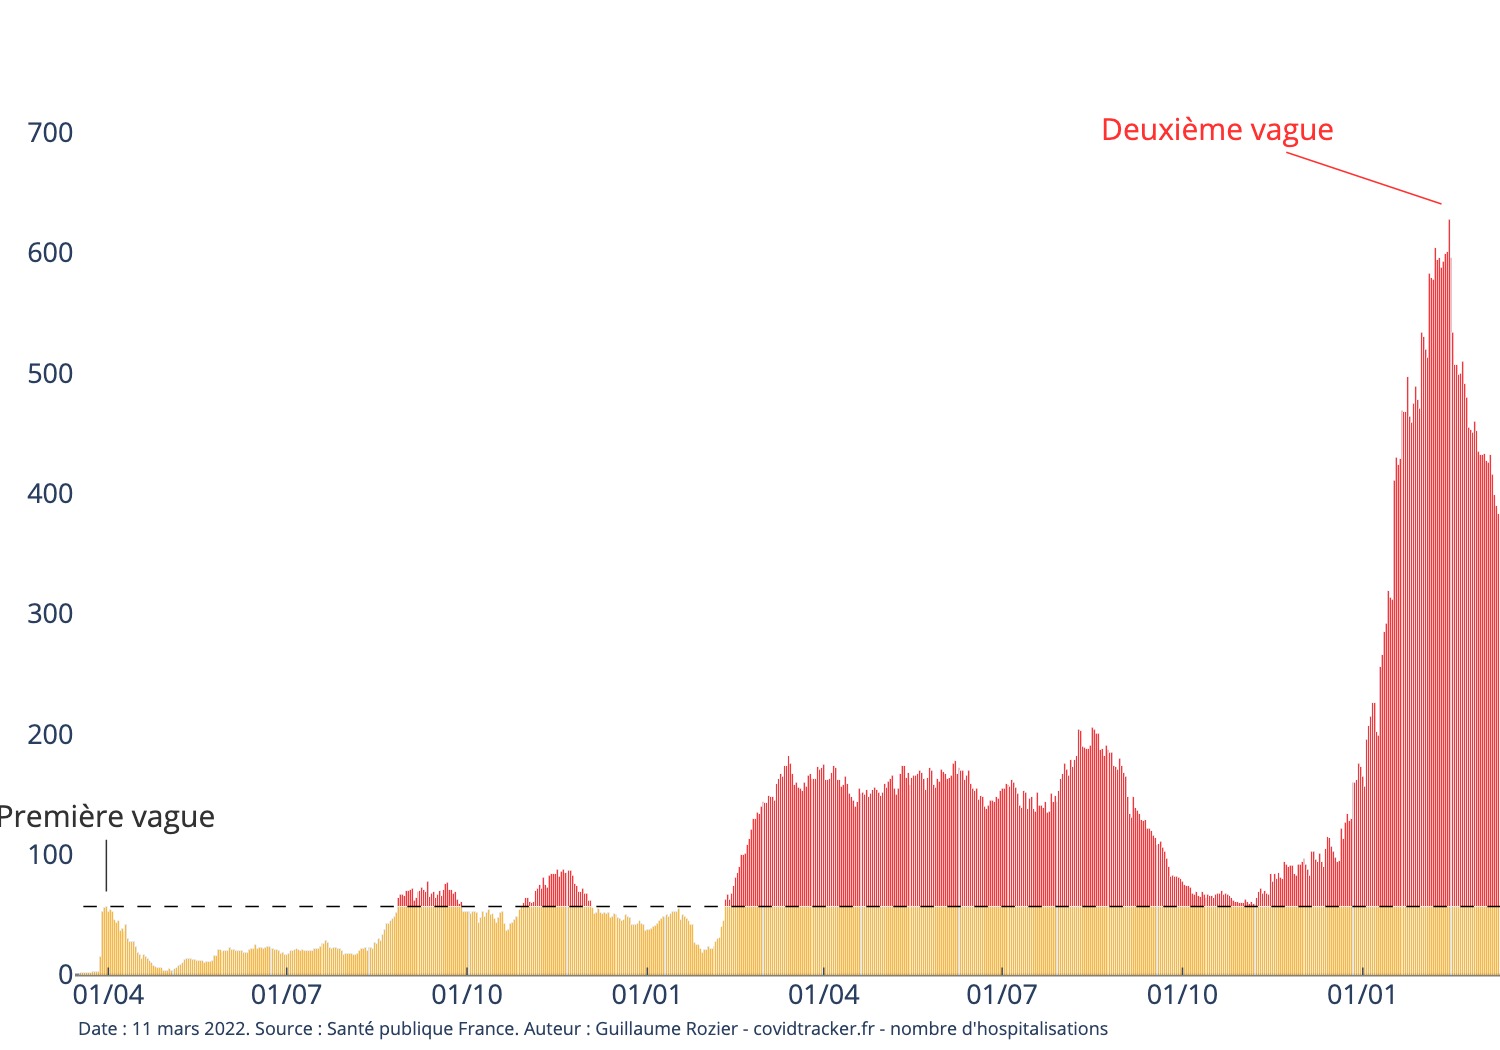 700
Deuxième vague
600
500
400
300
200
Première vague
100
0
01/04 01/07 01/10 01/01 01/04 01/07 01/10 01/01
Date : 11 mars 2022. Source : Santé publique France. Auteur : Guillaume Rozier - covidtracker.fr - nombre d'hospitalisations